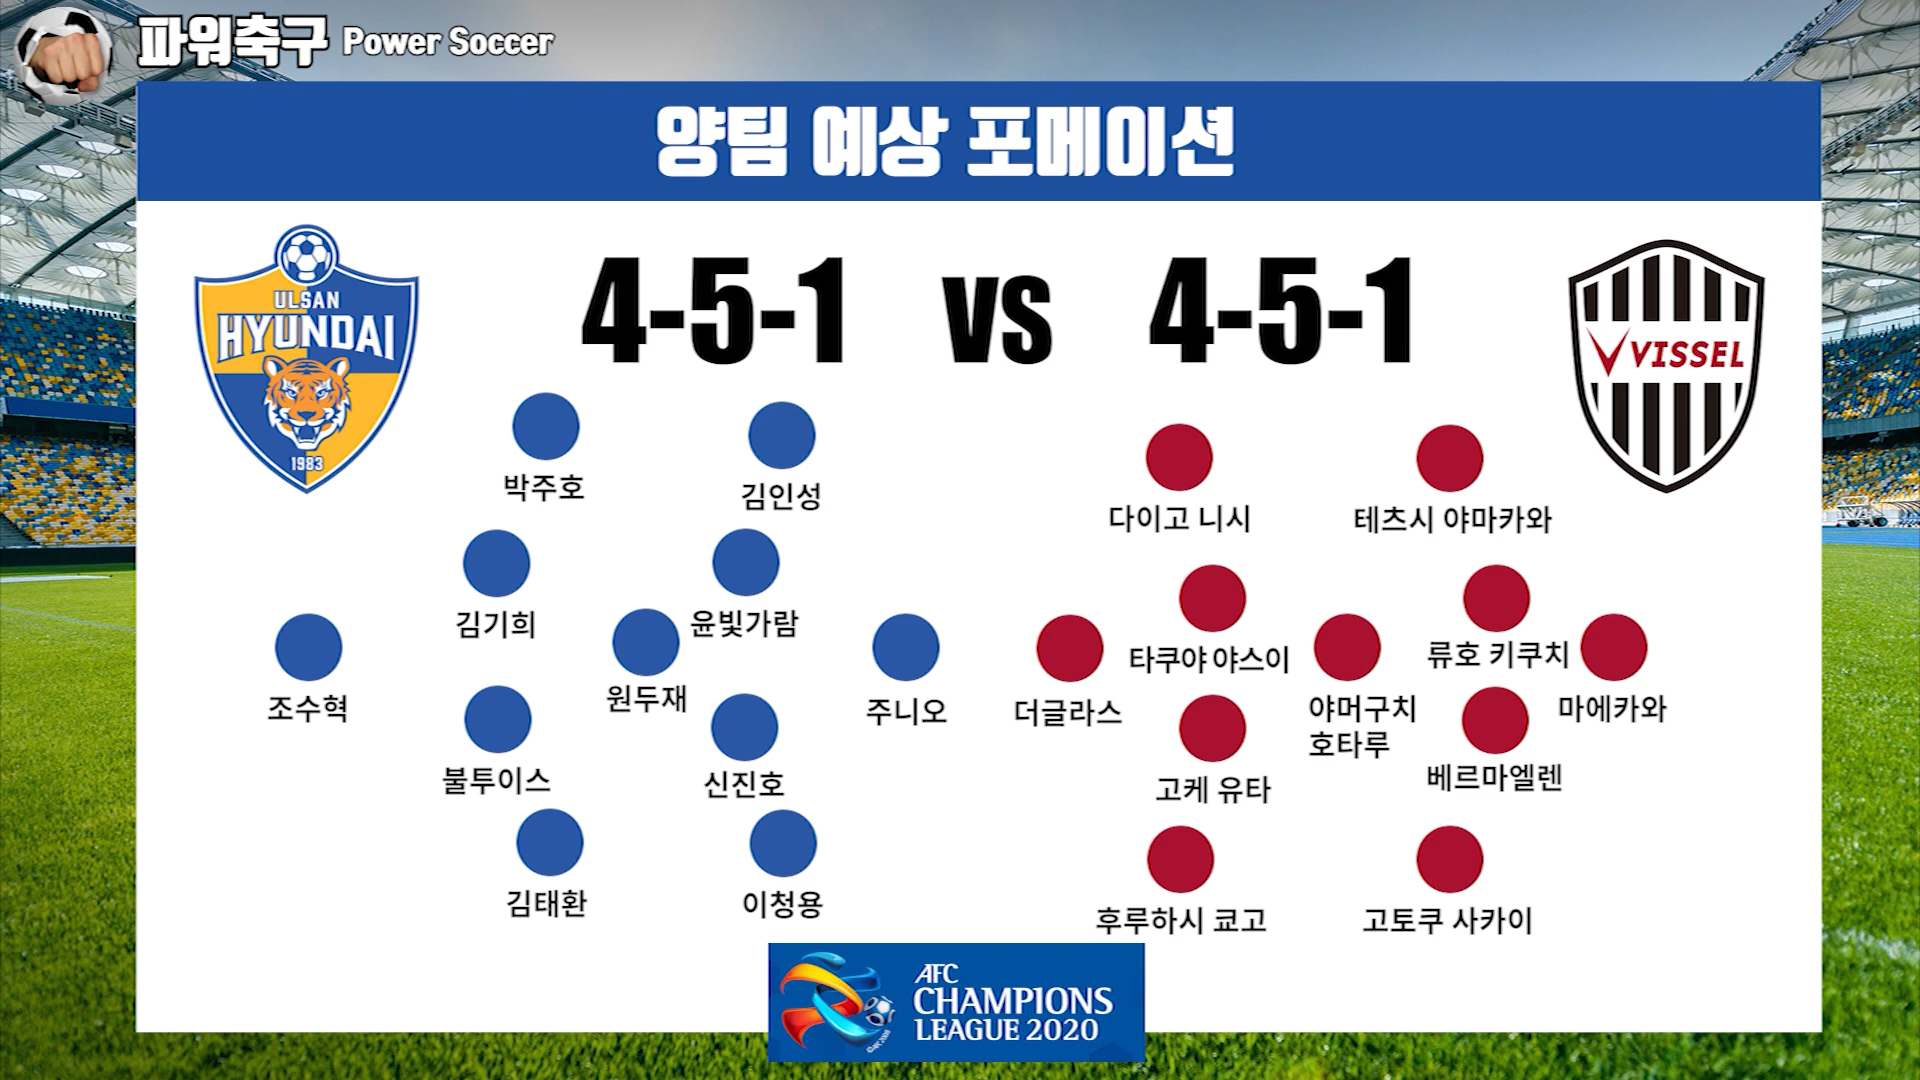 파워축구 Power Soccer
양팀 예상 포메이션
ULSAN
HYUNDAI
1983
4-5-1 VS 4-5-1
VISSEL
박주호
김인성
김기희
윤빛가람
조수혁
원두재
주니오
불투이스
신진호
김태환
이청용
다이고 니시
테츠시 야마카와
타쿠야 야스이
류호 키쿠치
더글라스
야머구치
호타루
마에카와
고케 유타
베르마엘렌
후루하시 쿄고
고토쿠 사카이
AFC
CHAMPIONS
LEAGUE 2020